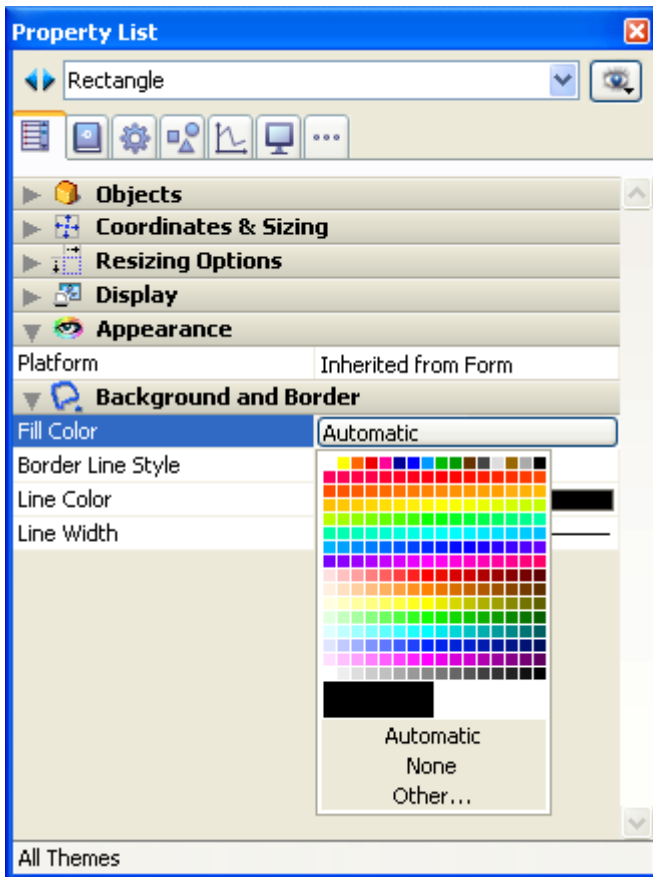 Property List
Rectangle
Objects
Coordinates & Sizing
Resizing Options
Display
Appearance
Platform Inherited from Form
Background and Border
Fill Color Automatic
Border Line Style
Line Color
Line Width
Automatic
None
Other...
All Themes